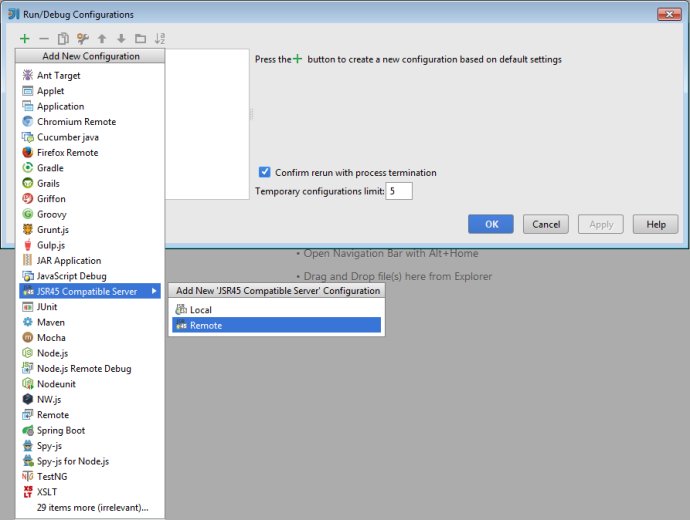 Run/Debug Configurations
Add New Configuration
Press the + button to create a new configuration based on default settings
Ant Target
Applet
Application
Chromium Remote
Cucumber java
Firefox Remote
Gradle
Grails
Griffon
Groovy
Grunt.js
Gulp.js
JAR Application
JavaScript Debug
JSR45 Compatible Server
JUnit
Maven
Mocha
Node.js
Node.js Remote Debug
Nodeunit
NW.js
Remote
Spring Boot
Spy-js
Spy-js for Node.js
TestNG
XSLT
29 items more (irrelevant)...
Confirm rerun with process termination
Temporary configurations limit: 5
OK Cancel Apply Help
• Open Navigation Bar with Alt+Home
• Drag and Drop file(s) here from Explorer
Add New 'JSR45 Compatible Server' Configuration
Local
Remote